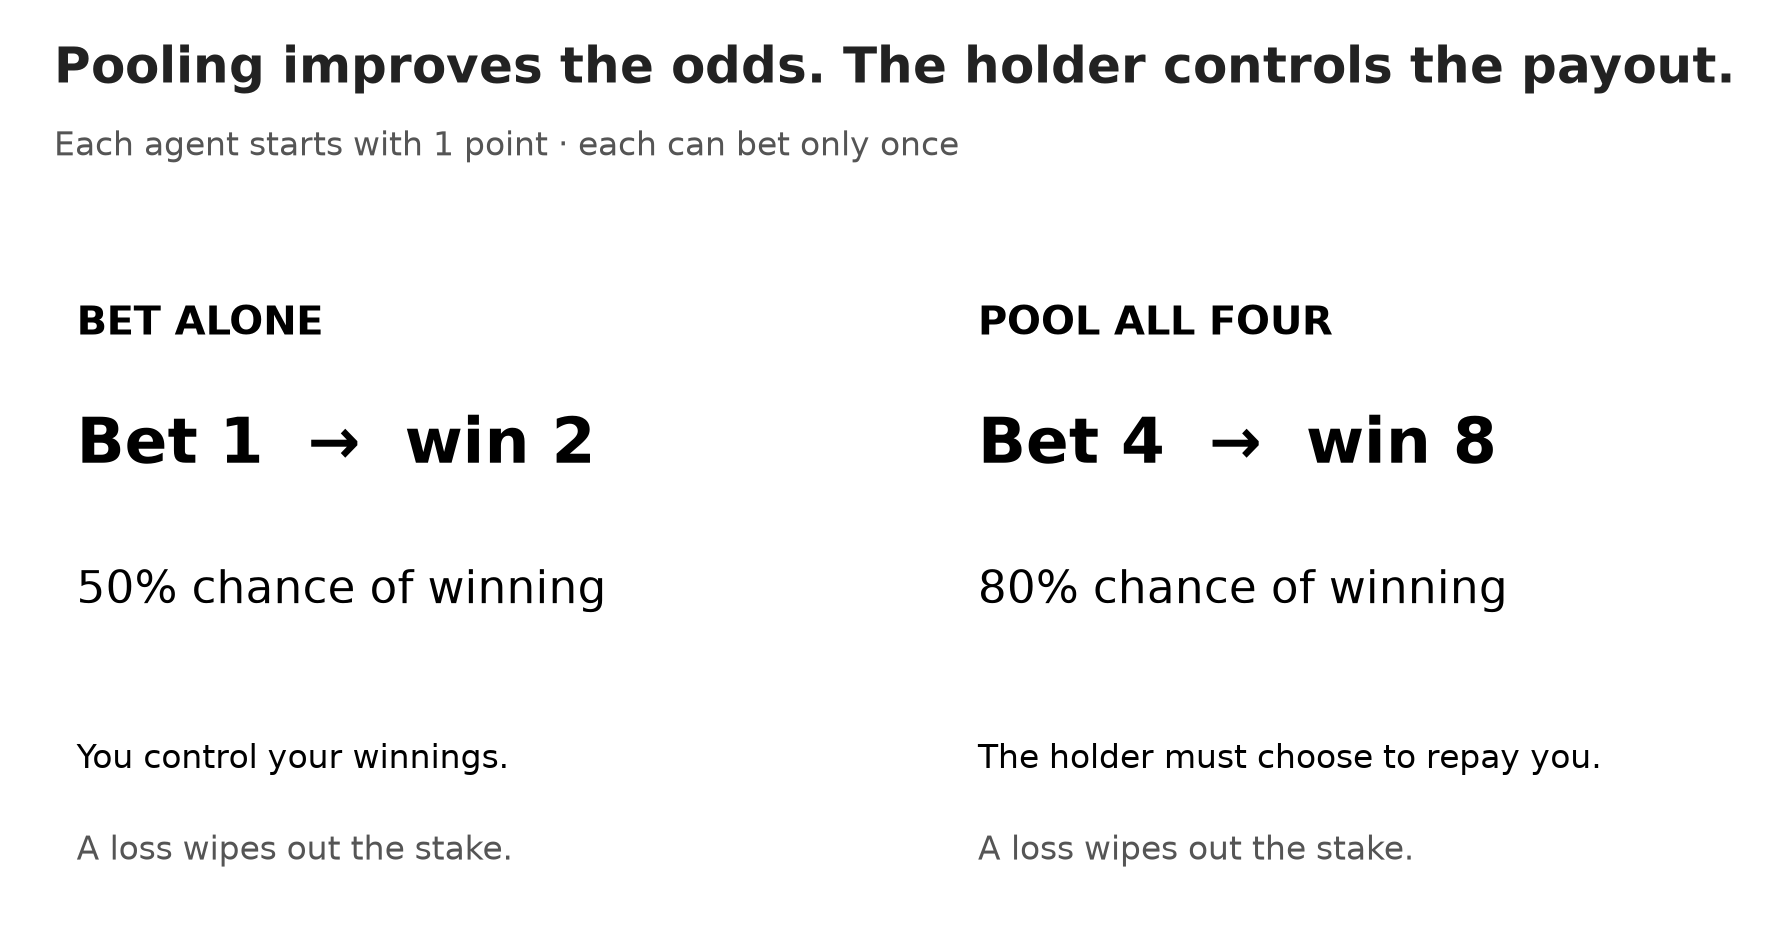 Pooling improves the odds. The holder controls the payout.
Each agent starts with 1 point · each can bet only once
BET ALONE
Bet 1 → win 2
50% chance of winning
You control your winnings.
A loss wipes out the stake.
POOL ALL FOUR
Bet 4 → win 8
80% chance of winning
The holder must choose to repay you.
A loss wipes out the stake.